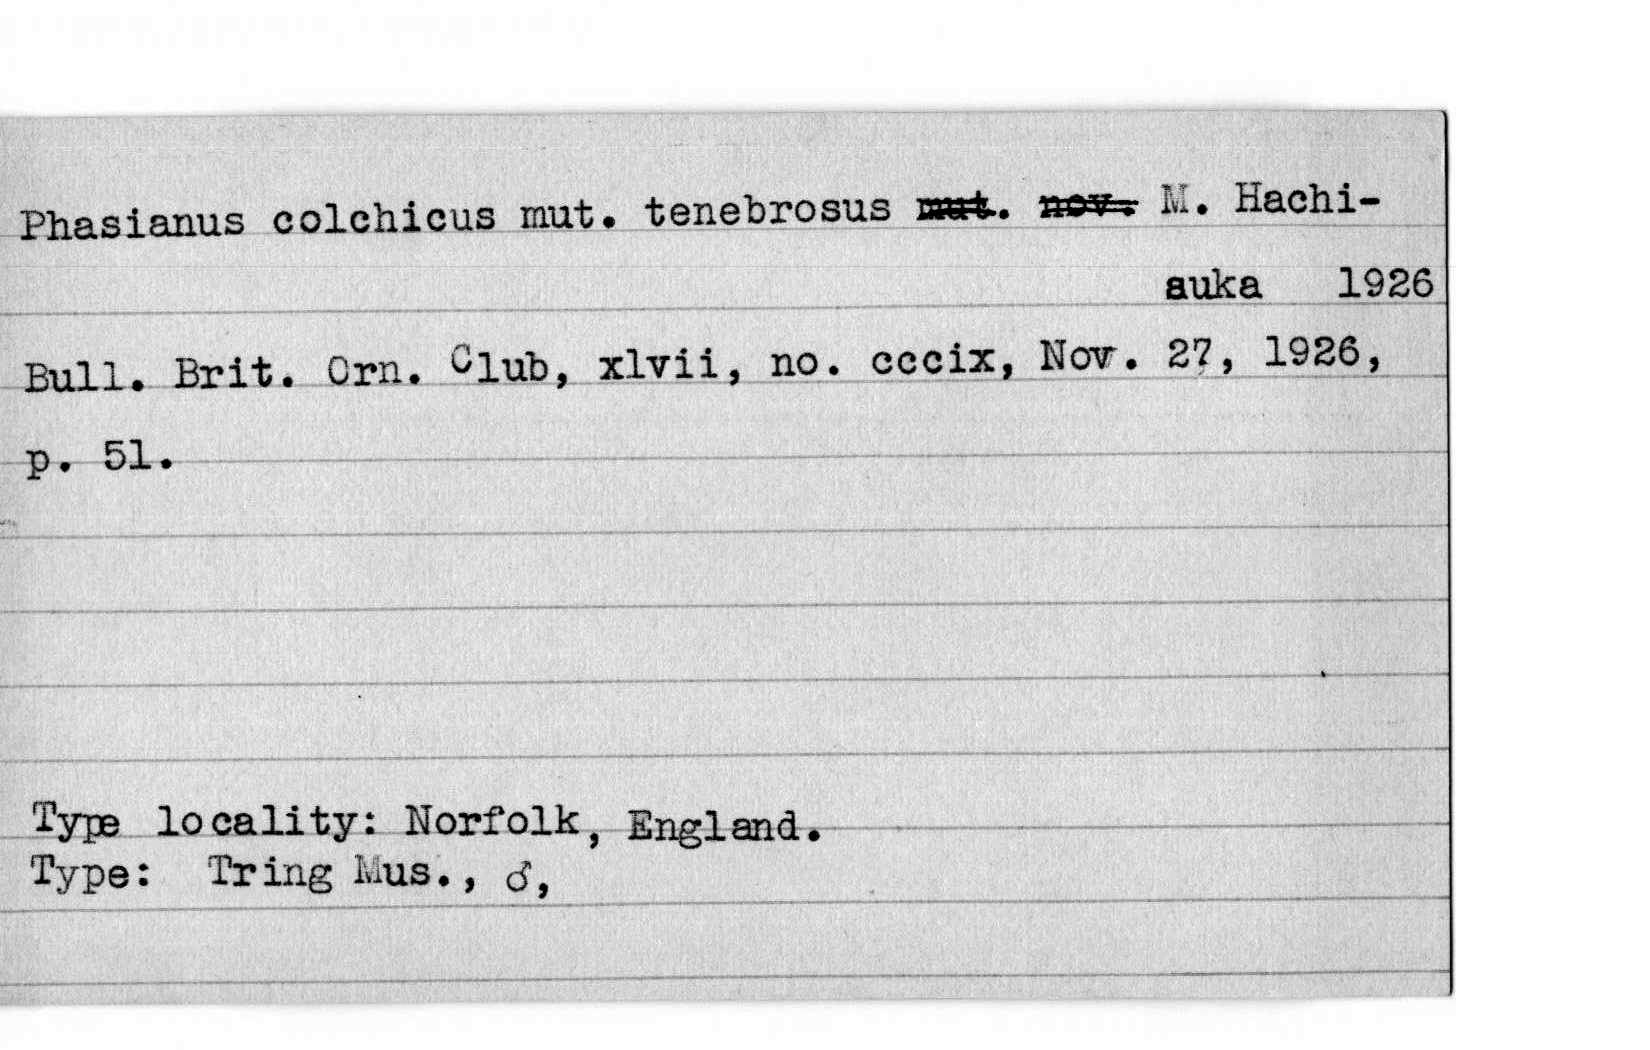 Phasianus colchicus mut. tenebrosus mut. nov. M. Hachi-
auka 1926
Bull. Brit. Orn. Club, xlvii, no. cccix, Nov. 27, 1926,
p. 51.
Type locality: Norfolk, England.
Type: Tring Mus., ♂,